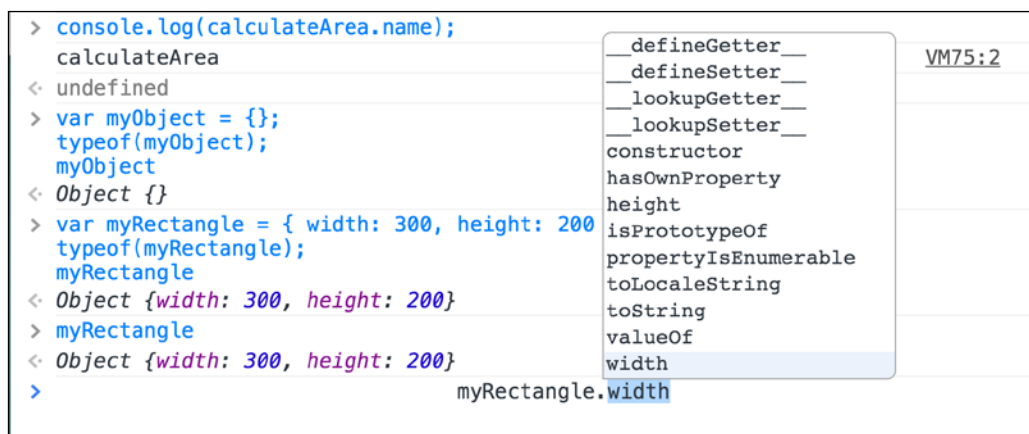 > console.log(calculateArea.name);
calculateArea VM75:2
<· undefined
> var myObject = {};
typeof(myObject);
myObject
<· Object {}
> var myRectangle = { width: 300, height: 200
typeof(myRectangle);
myRectangle
<· Object {width: 300, height: 200}
> myRectangle
<· Object {width: 300, height: 200}
> myRectangle.width
__defineGetter__
__defineSetter__
__lookupGetter__
__lookupSetter__
constructor
hasOwnProperty
height
isPrototypeOf
propertyIsEnumerable
toLocaleString
toString
valueOf
width